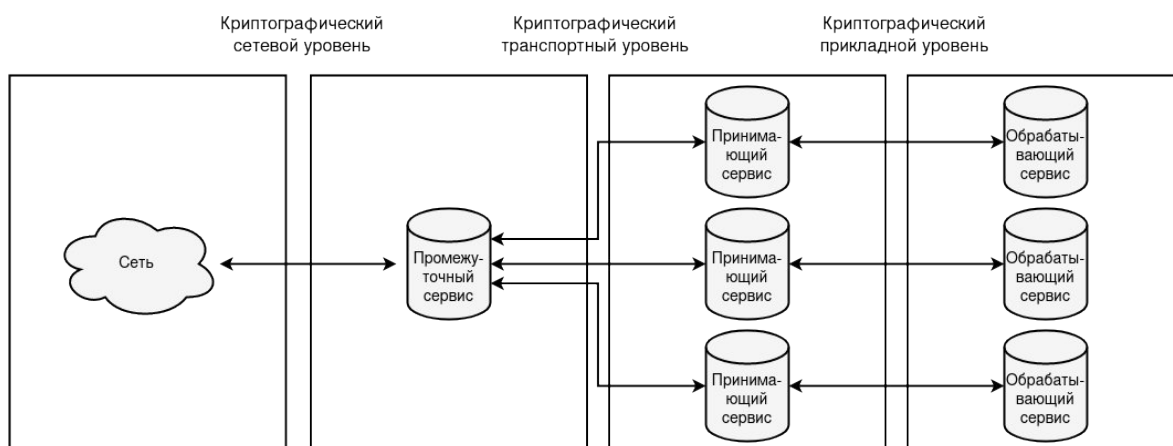 Криптографический
сетевой уровень
Криптографический
транспортный уровень
Криптографический
прикладной уровень
Сеть
Промежу-
точный
сервис
Принима-
ющий
сервис
Обрабаты-
вающий
сервис
Принима-
ющий
сервис
Обрабаты-
вающий
сервис
Принима-
ющий
сервис
Обрабаты-
вающий
сервис